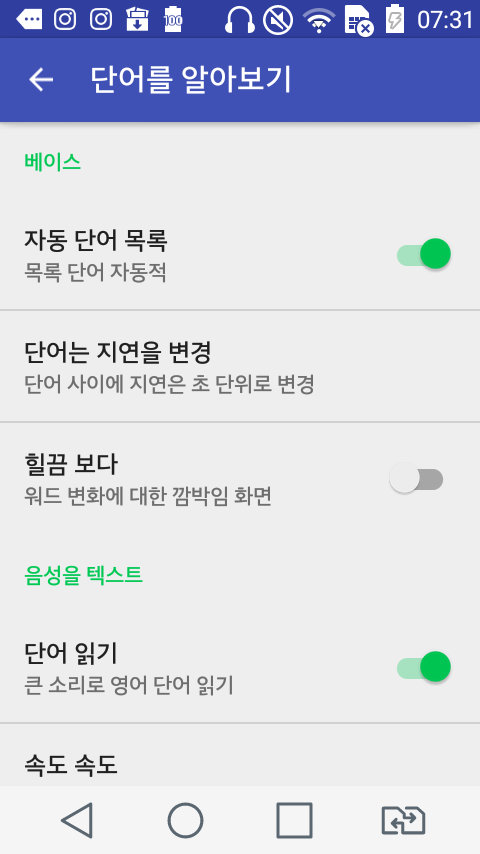 100
07:31
단어를 알아보기
베이스
자동 단어 목록
목록 단어 자동적
단어는 지연을 변경
단어 사이에 지연은 초 단위로 변경
힐끔 보다
워드 변화에 대한 깜박임 화면
음성을 텍스트
단어 읽기
큰 소리로 영어 단어 읽기
속도 속도